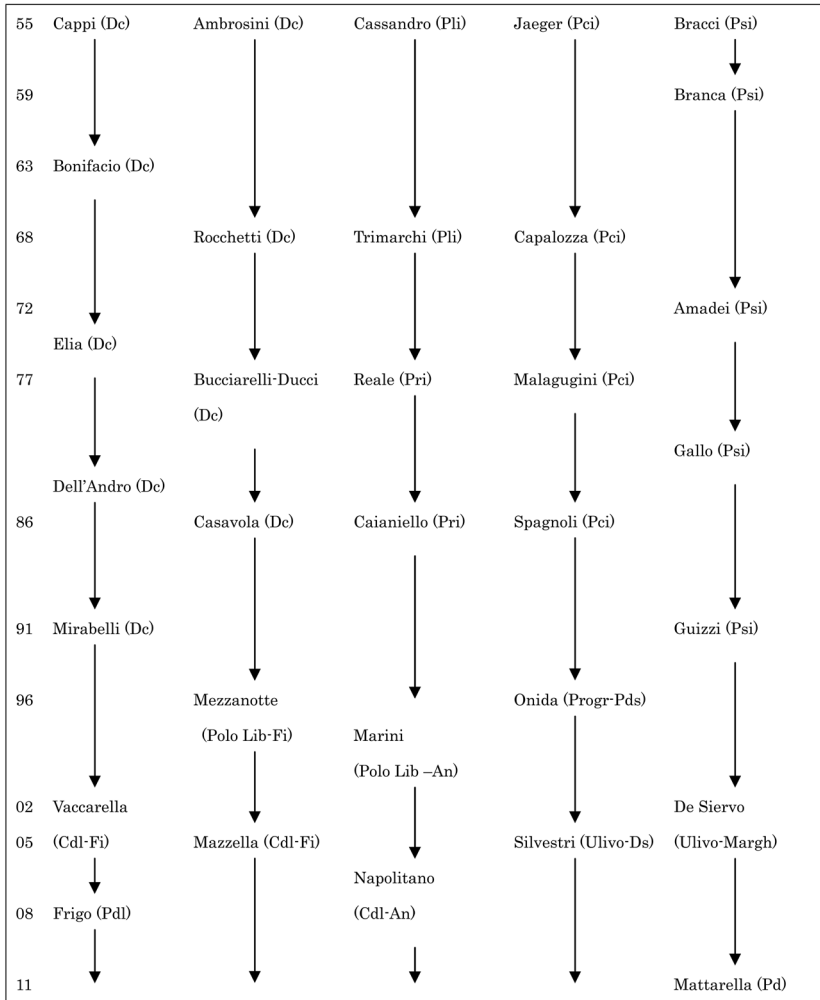 55 Cappi (Dc) Ambrosini (Dc) Cassandro (Pli) Jaeger (Pci) Bracci (Psi)
59 Branca (Psi)
63 Bonifacio (Dc)
68 Rocchetti (Dc) Trimarchi (Pli) Capalozza (Pci)
72 Amadei (Psi)
Elia (Dc)
77 Bucciarelli-Ducci Reale (Pri) Malagugini (Pci)
(Dc)
Gallo (Psi)
Dell'Andro (Dc)
86 Casavola (Dc) Caianiello (Pri) Spagnoli (Pci)
91 Mirabelli (Dc) Guizzi (Psi)
96 Mezzanotte Onida (Progr-Pds)
(Polo Lib-Fi) Marini
(Polo Lib –An)
02 Vaccarella De Siervo
05 (Cdl-Fi) Mazzella (Cdl-Fi) Silvestri (Ulivo-Ds) (Ulivo-Margh)
Napolitano
08 Frigo (Pdl) (Cdl-An)
11 Mattarella (Pd)